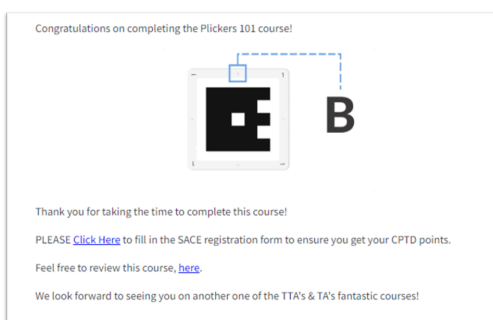 Congratulations on completing the Plickers 101 course!
B
Thank you for taking the time to complete this course!
PLEASE Click Here to fill in the SACE registration form to ensure you get your CPTD points.
Feel free to review this course, here.
We look forward to seeing you on another one of the TTA's & TA's fantastic courses!